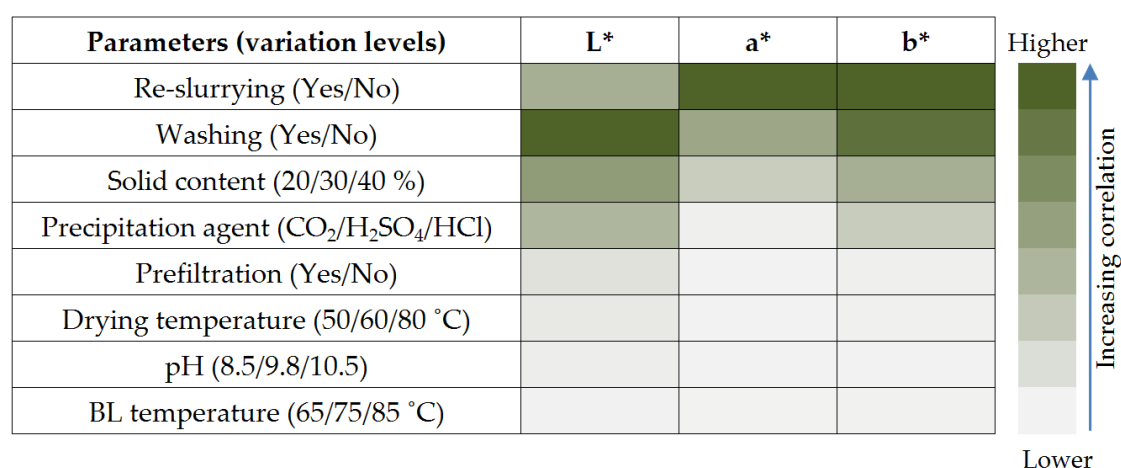 Parameters (variation levels) L* a* b* Higher
Re-slurrying (Yes/No)
Washing (Yes/No)
Solid content (20/30/40 %)
Precipitation agent (CO₂/H₂SO₄/HCl)
Prefiltration (Yes/No)
Drying temperature (50/60/80 ˚C)
pH (8.5/9.8/10.5)
BL temperature (65/75/85 ˚C)
Increasing correlation
Lower